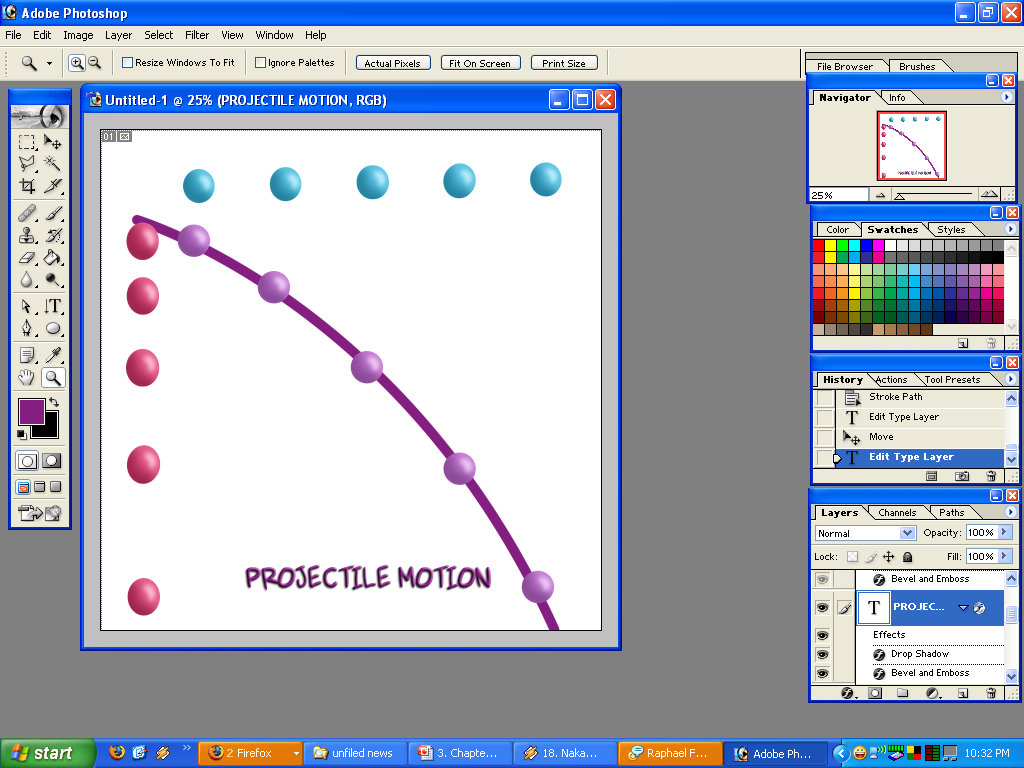 Adobe Photoshop
File Edit Image Layer Select Filter View Window Help
Resize Windows To Fit Ignore Palettes Actual Pixels Fit On Screen Print Size
File Browser Brushes
Untitled-1 @ 25% (PROJECTILE MOTION, RGB)
01
PROJECTILE MOTION
Navigator Info
25%
Color Swatches Styles
History Actions Tool Presets
Stroke Path
Edit Type Layer
Move
Edit Type Layer
Layers Channels Paths
Normal Opacity: 100%
Lock: Fill: 100%
Bevel and Emboss
T PROJEC...
Effects
Drop Shadow
Bevel and Emboss
start 2 Firefox unfiled news 3. Chapte... 18. Naka... Raphael F... Adobe Ph... 10:32 PM